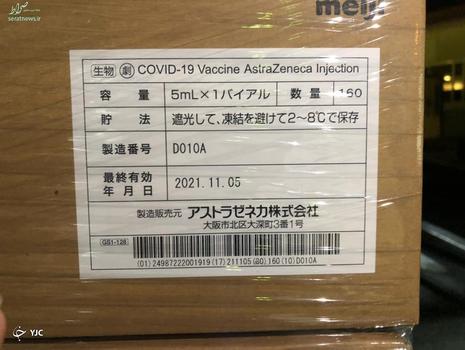 صراط
seratnews.ir
meiji
生物 劇 COVID-19 Vaccine AstraZeneca Injection
容 量 5mL×1バイアル 数 量 160
貯 法 遮光して、凍結を避けて2～8℃で保存
製造番号 D010A
最終有効
年 月 日 2021.11.05
製造販売元 アストラゼネカ株式会社
大阪市北区大深町3番1号
GS1-128
(01)24987222001919(17)211105(30)160(10)D010A
YJC